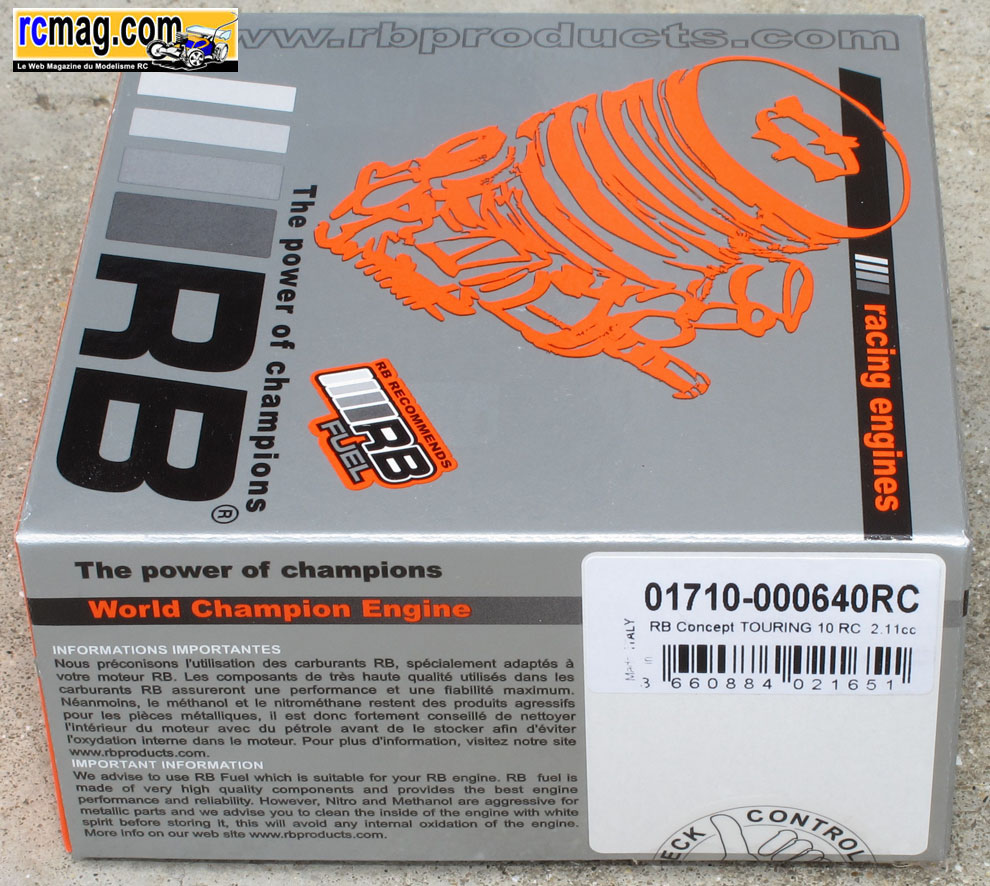 rcmag.com
Le Web Magazine du Modelisme RC
www.rbproducts.com
The power of champions
RB®
racing engines
RB RECOMMENDS
RB
FUEL
The power of champions
World Champion Engine
INFORMATIONS IMPORTANTES
Nous préconisons l'utilisation des carburants RB, spécialement adaptés à
votre moteur RB. Les composants de très haute qualité utilisés dans les
carburants RB assureront une performance et une fiabilité maximum.
Néanmoins, le méthanol et le nitrométhane restent des produits agressifs
pour les pièces métalliques, il est donc fortement conseillé de nettoyer
l'intérieur du moteur avec du pétrole avant de le stocker afin d'éviter
l'oxydation interne dans le moteur. Pour plus d'information, visitez notre site
www.rbproducts.com.
IMPORTANT INFORMATION
We advise to use RB Fuel which is suitable for your RB engine. RB fuel is
made of very high quality components and provides the best engine
performance and reliability. However, Nitro and Methanol are aggressive for
metallic parts and we advise you to clean the inside of the engine with white
spirit before storing it, this will avoid any internal oxidation of the engine.
More info on our web site www.rbproducts.com.
01710-000640RC
RB Concept TOURING 10 RC 2.11cc
Made in ITALY
3 660884 021651
CONTROL